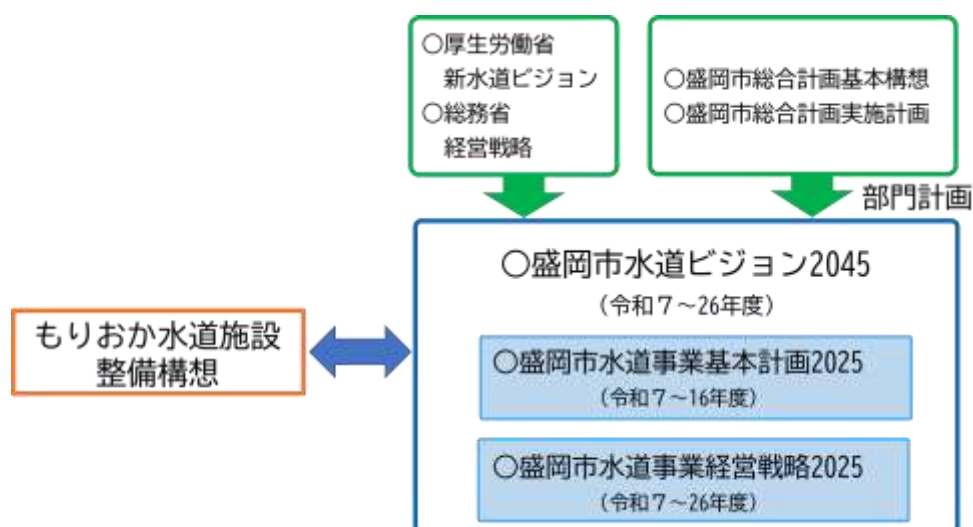 ○厚生労働省
新水道ビジョン
○総務省
経営戦略
○盛岡市総合計画基本構想
○盛岡市総合計画実施計画
部門計画
○盛岡市水道ビジョン2045
（令和７～26年度）
もりおか水道施設
整備構想
○盛岡市水道事業基本計画2025
（令和７～16年度）
○盛岡市水道事業経営戦略2025
（令和７～26年度）